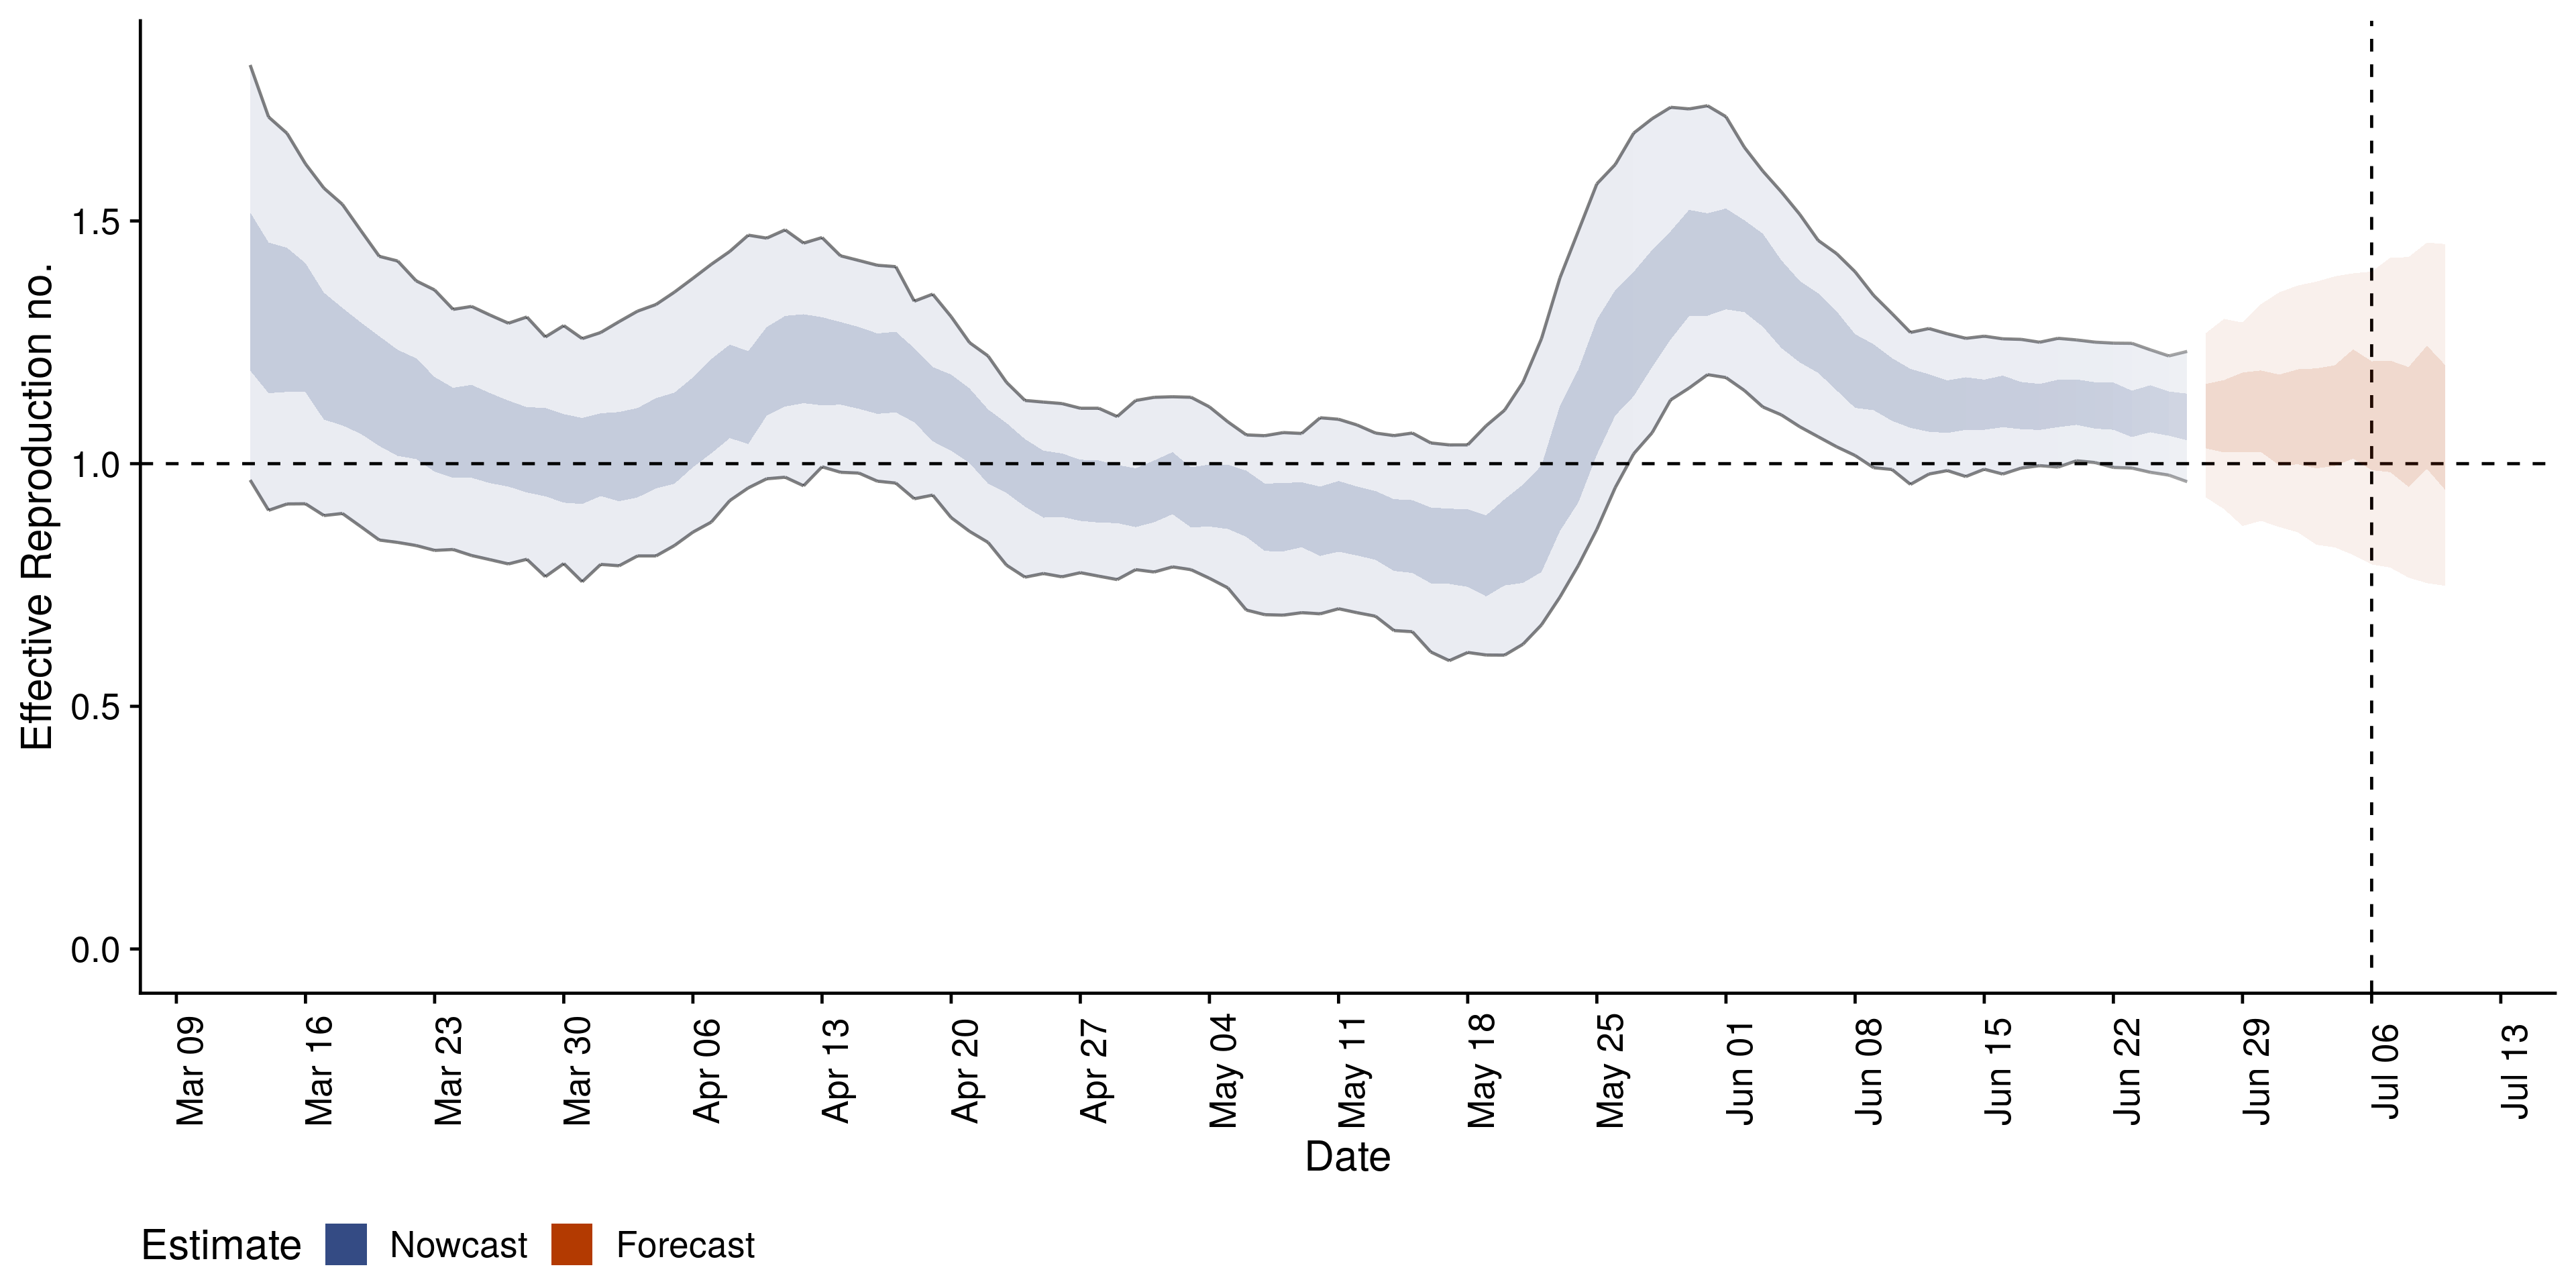 Effective Reproduction no.
1.5
1.0
0.5
0.0
Mar 09
Mar 16
Mar 23
Mar 30
Apr 06
Apr 13
Apr 20
Apr 27
May 04
May 11
May 18
May 25
Jun 01
Jun 08
Jun 15
Jun 22
Jun 29
Jul 06
Jul 13
Date
Estimate Nowcast Forecast